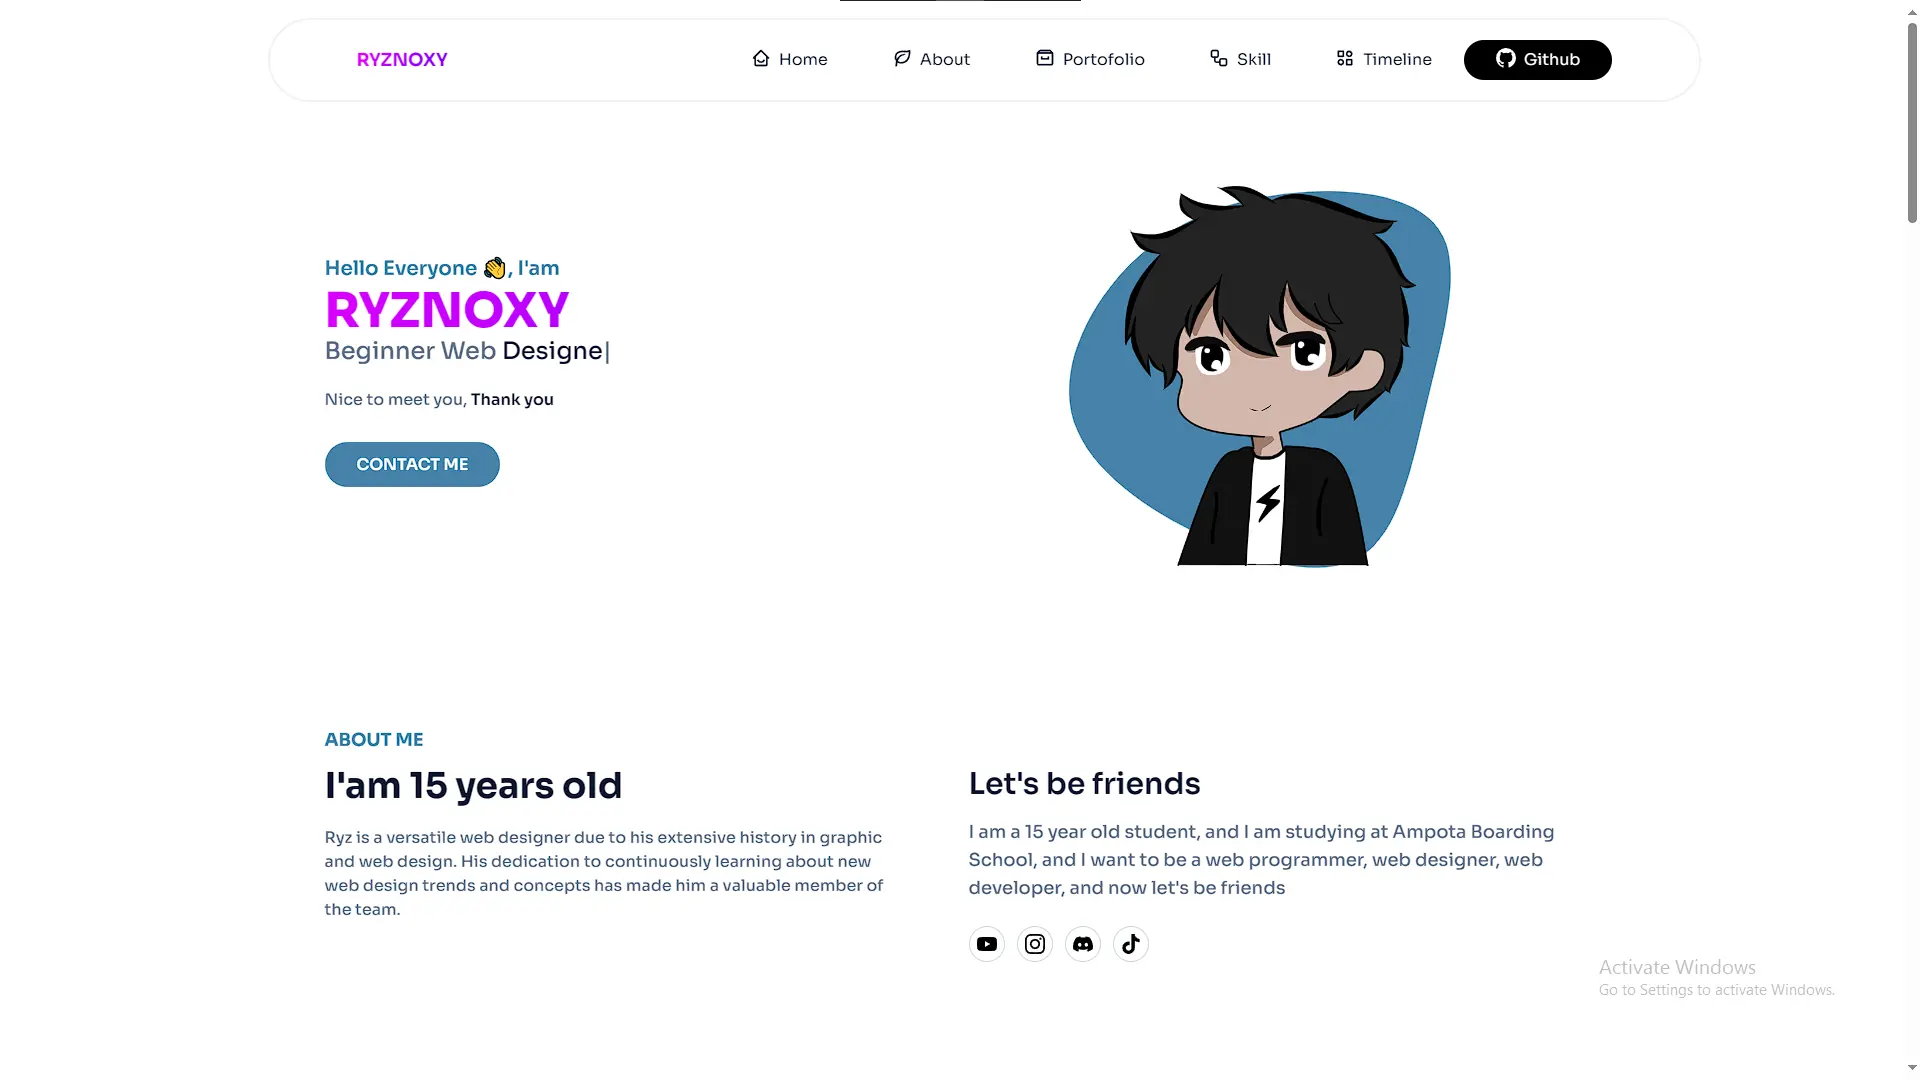 RYZNOXY
Home
About
Portofolio
Skill
Timeline
Github
Hello Everyone 👋, I'am
RYZNOXY
Beginner Web Designe|
Nice to meet you, Thank you
CONTACT ME
ABOUT ME
I'am 15 years old
Ryz is a versatile web designer due to his extensive history in graphic
and web design. His dedication to continuously learning about new
web design trends and concepts has made him a valuable member of
the team.
Let's be friends
I am a 15 year old student, and I am studying at Ampota Boarding
School, and I want to be a web programmer, web designer, web
developer, and now let's be friends
Activate Windows
Go to Settings to activate Windows.